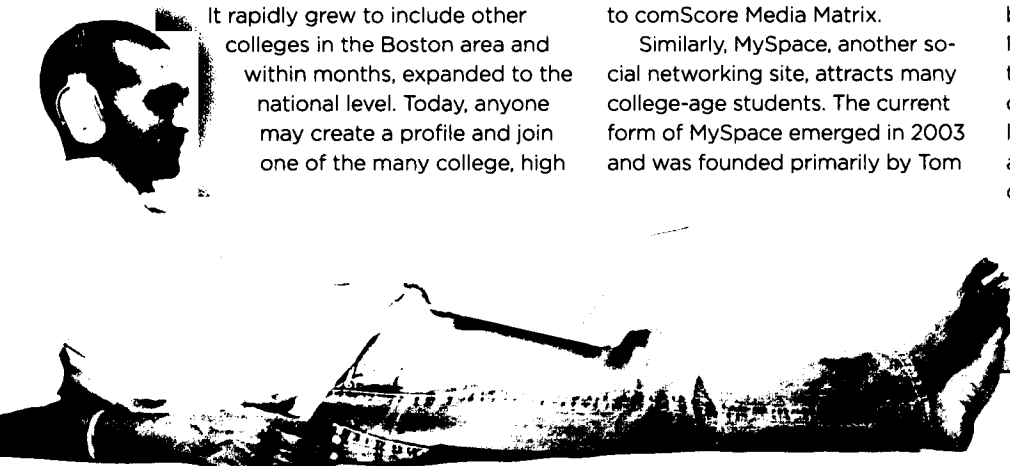 It rapidly grew to include other
colleges in the Boston area and
within months, expanded to the
national level. Today, anyone
may create a profile and join
one of the many college, high
to comScore Media Matrix.
Similarly, MySpace, another so-
cial networking site, attracts many
college-age students. The current
form of MySpace emerged in 2003
and was founded primarily by Tom